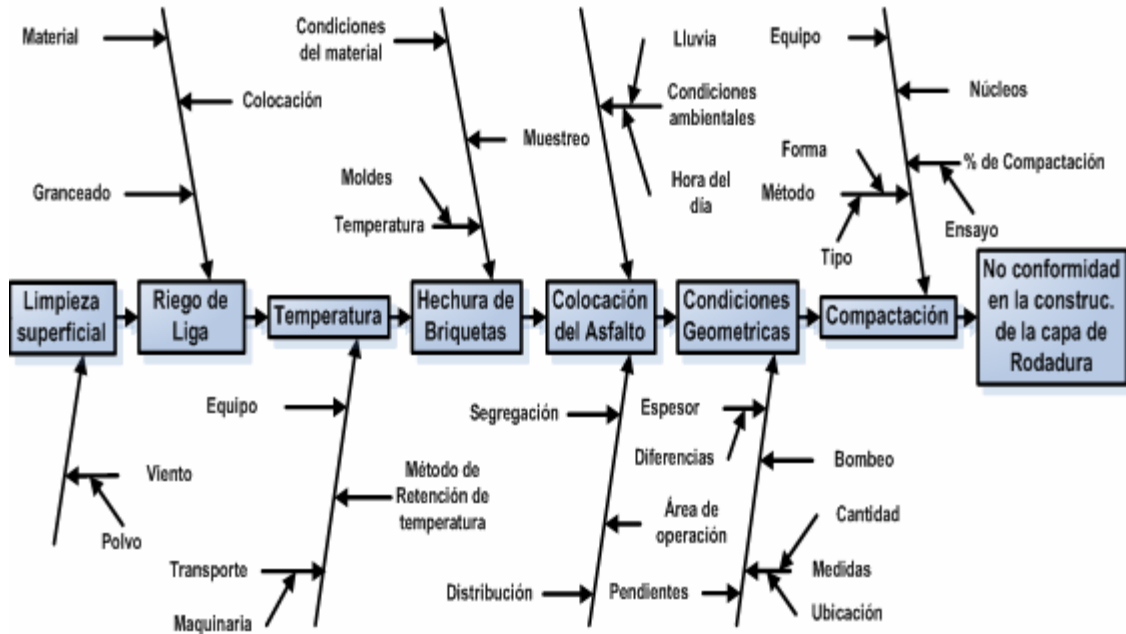 Material
Colocación
Granceado
Condiciones
del material
Muestreo
Moldes
Temperatura
Lluvia
Condiciones
ambientales
Hora del
día
Equipo
Núcleos
Forma
% de Compactación
Método
Tipo
Ensayo
Limpieza
superficial
Riego de
Liga
Temperatura
Hechura de
Briquetas
Colocación
del Asfalto
Condiciones
Geometricas
Compactación
No conformidad
en la construc.
de la capa de
Rodadura
Viento
Polvo
Equipo
Método de
Retención de
temperatura
Transporte
Maquinaria
Segregación
Área de
operación
Distribución
Espesor
Diferencias
Bombeo
Cantidad
Medidas
Ubicación
Pendientes